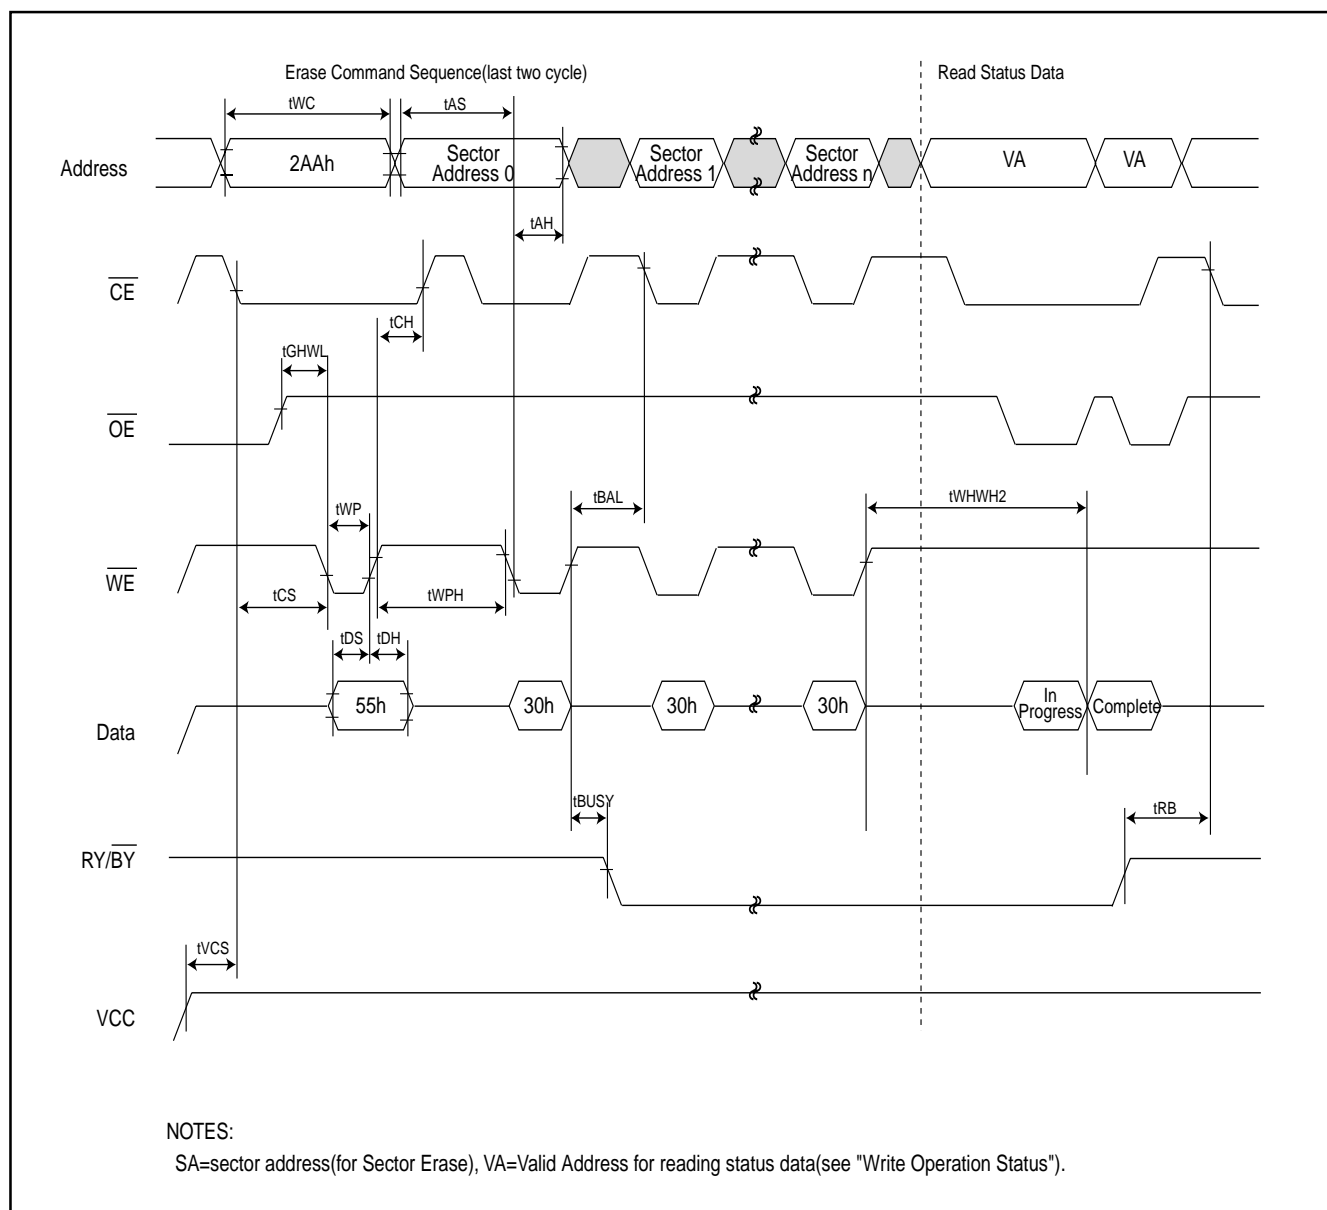 Erase Command Sequence(last two cycle)
Read Status Data
tWC
tAS
Address
2AAh
Sector
Address 0
Sector
Address 1
Sector
Address n
VA
VA
tAH
CE
tCH
tGHWL
OE
tWP
tBAL
tWHWH2
WE
tCS
tWPH
tDS
tDH
Data
55h
30h
30h
30h
In
Progress
Complete
tBUSY
tRB
RY/BY
tVCS
VCC
NOTES:
SA=sector address(for Sector Erase), VA=Valid Address for reading status data(see "Write Operation Status").